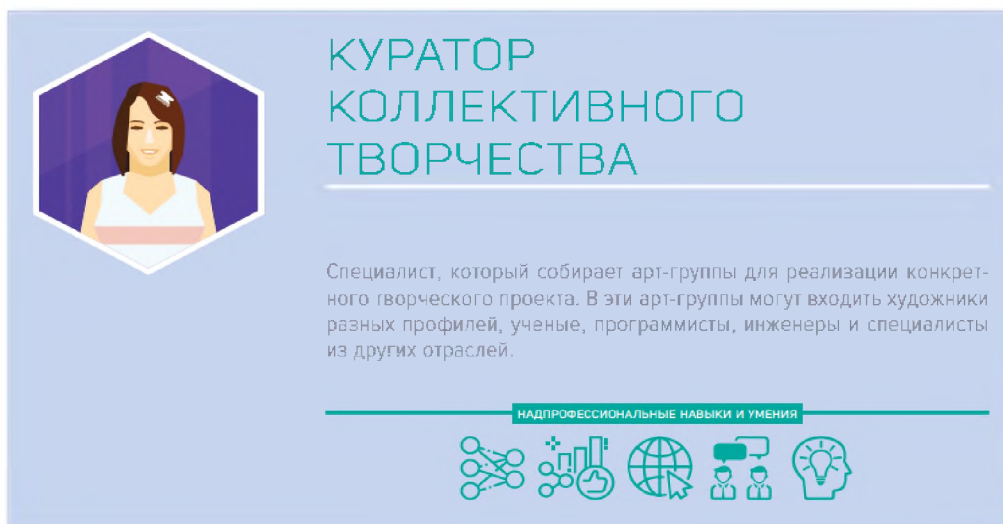 КУРАТОР
КОЛЛЕКТИВНОГО
ТВОРЧЕСТВА
Специалист, который собирает арт-группы для реализации конкрет-
ного творческого проекта. В эти арт-группы могут входить художники
разных профилей, ученые, программисты, инженеры и специалисты
из других отраслей.
НАДПРОФЕССИОНАЛЬНЫЕ НАВЫКИ И УМЕНИЯ